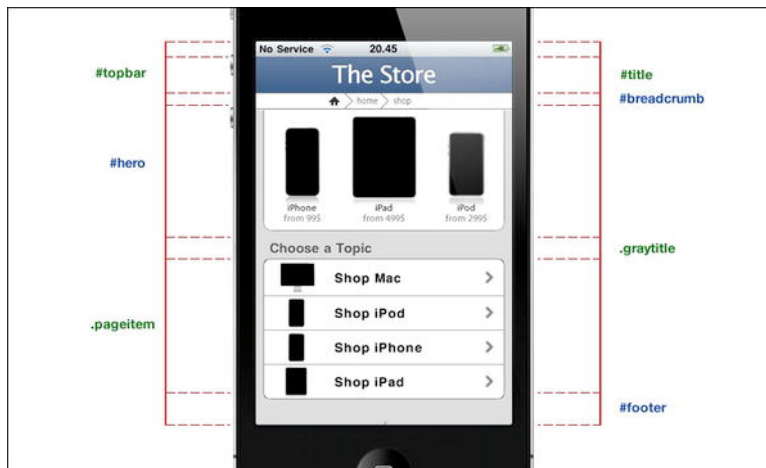 No Service 20.45
#topbar
The Store
#title
home shop
#breadcrumb
#hero
iPhone iPad iPod
from 99$ from 499$ from 299$
Choose a Topic
.graytitle
Shop Mac
Shop iPod
.pageitem
Shop iPhone
Shop iPad
#footer